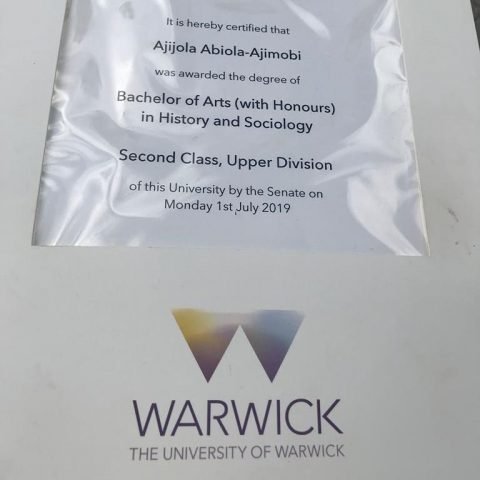 It is hereby certified that
Ajijola Abiola-Ajimobi
was awarded the degree of
Bachelor of Arts (with Honours)
in History and Sociology
Second Class, Upper Division
of this University by the Senate on
Monday 1st July 2019
WARWICK
THE UNIVERSITY OF WARWICK